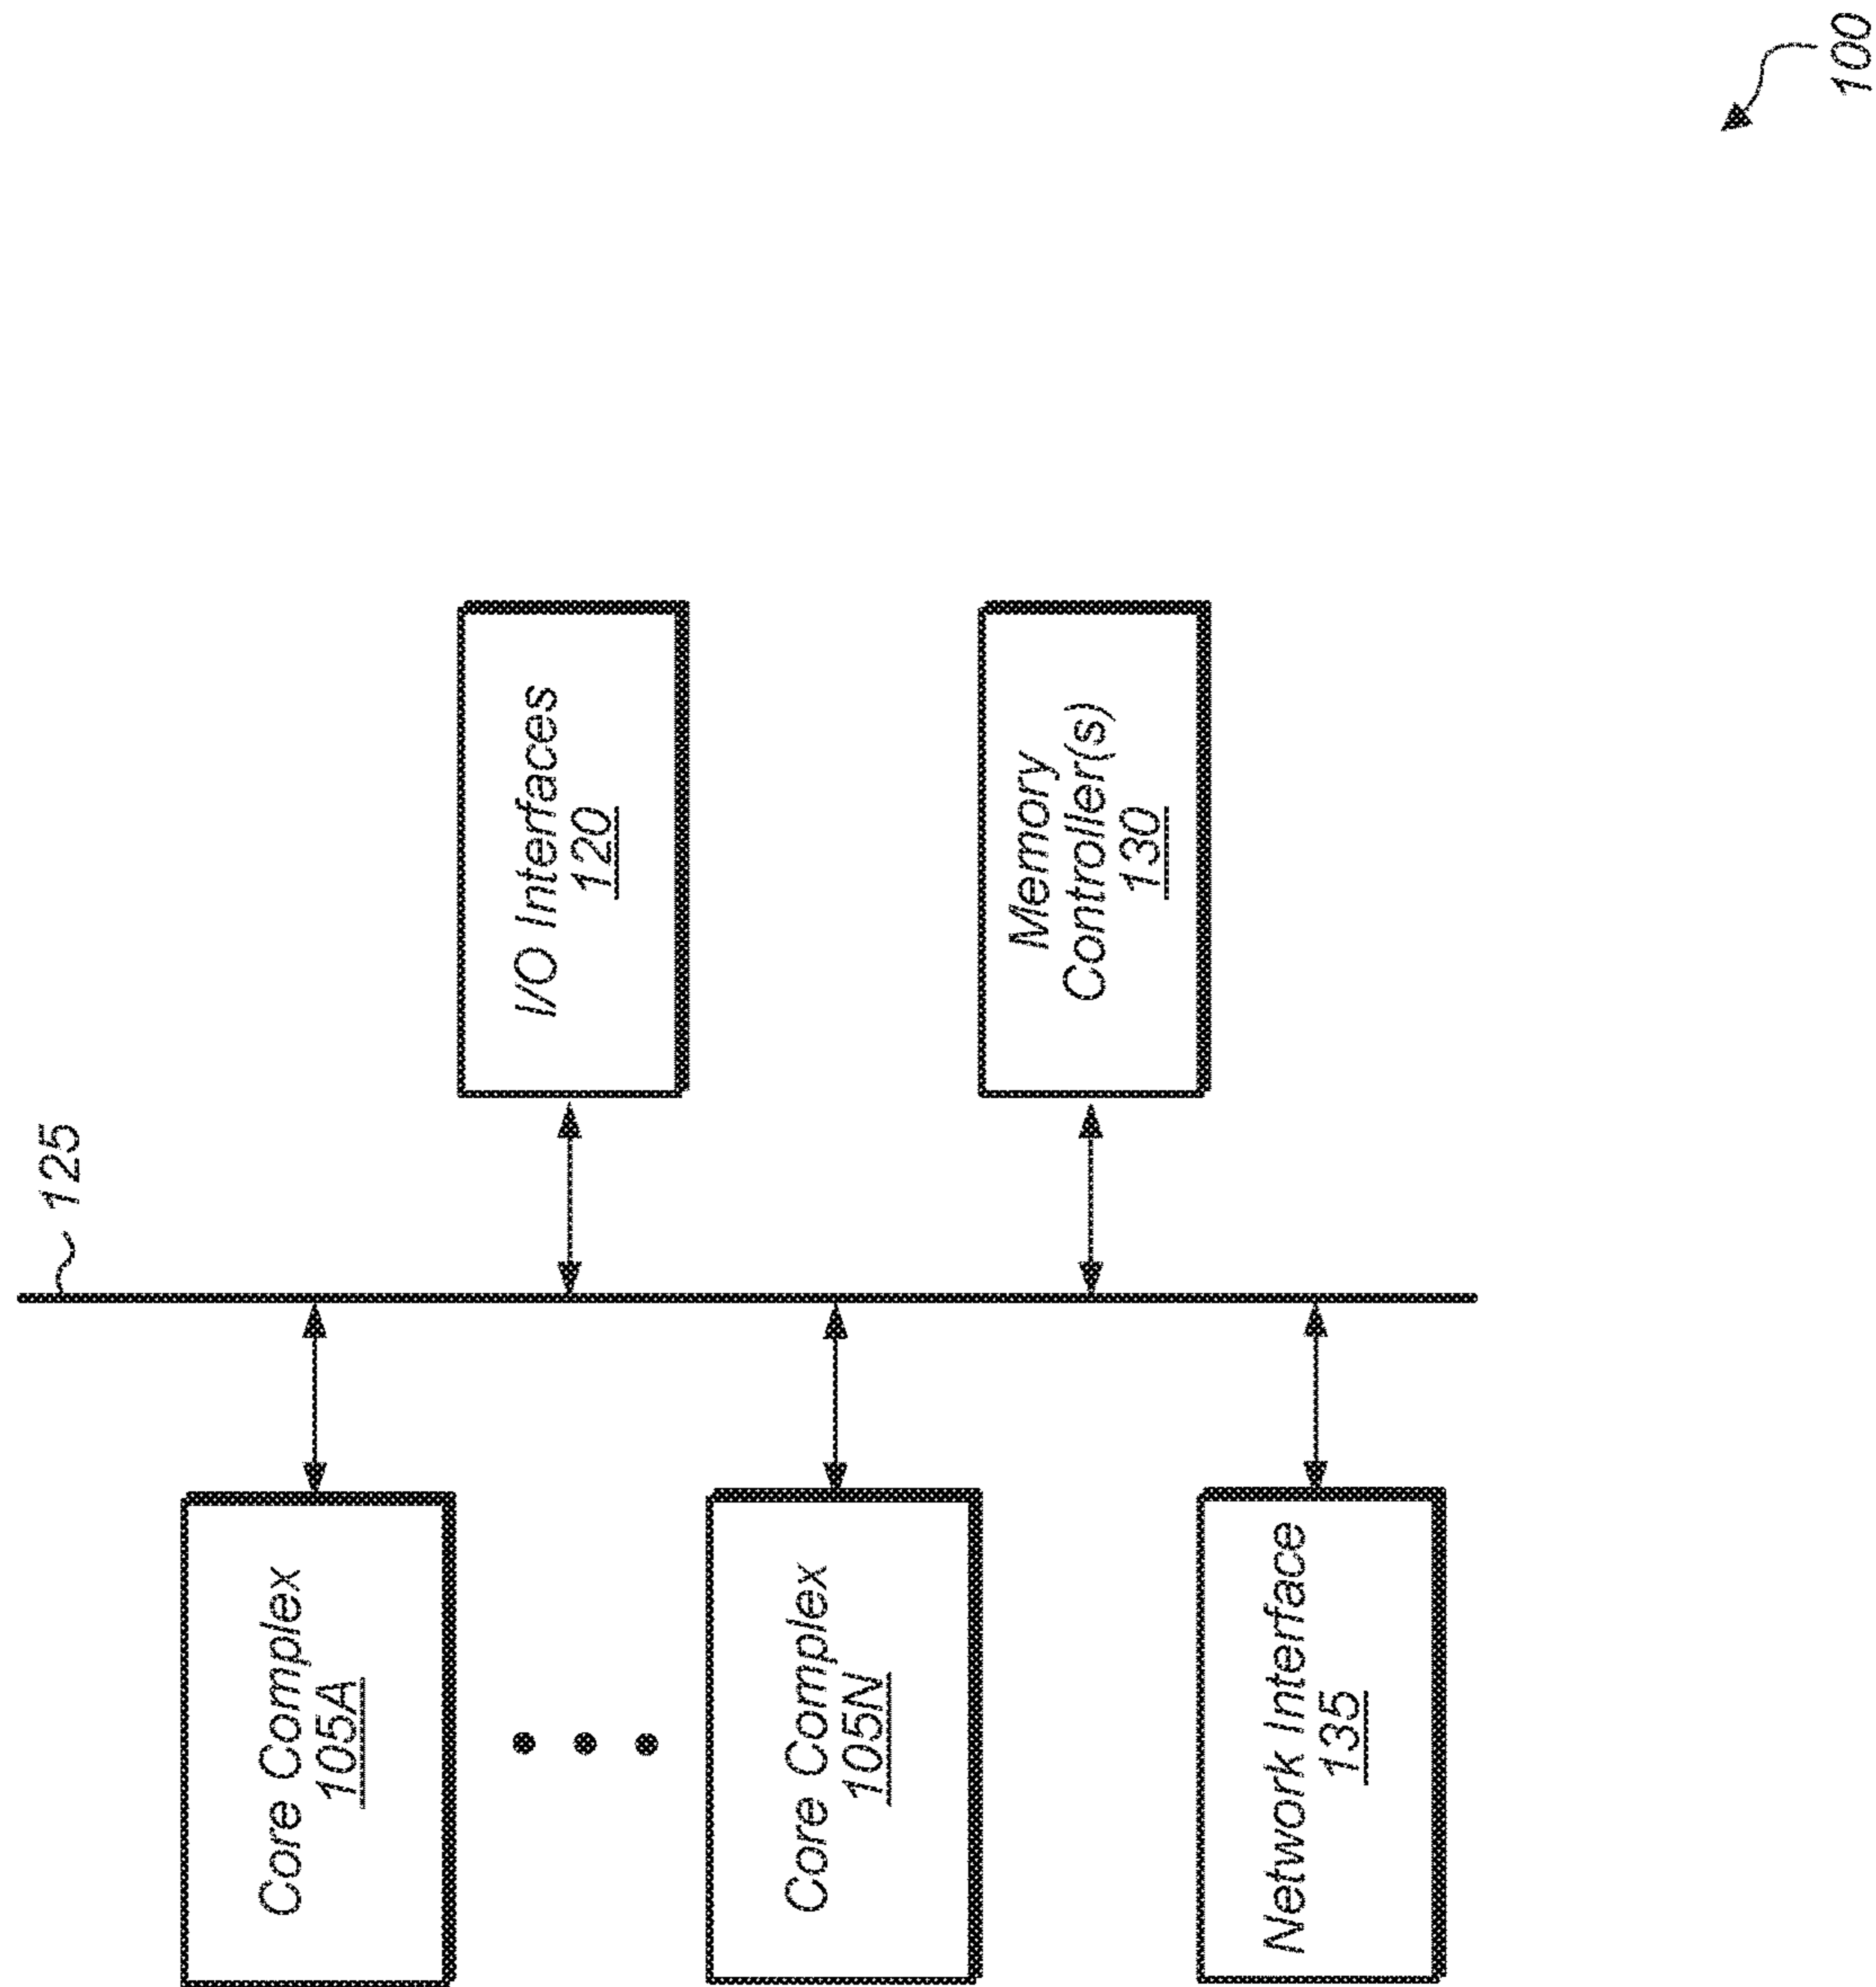 100
125
Core Complex
105A
I/O Interfaces
120
Core Complex
105N
Memory
Controller(s)
130
Network Interface
135